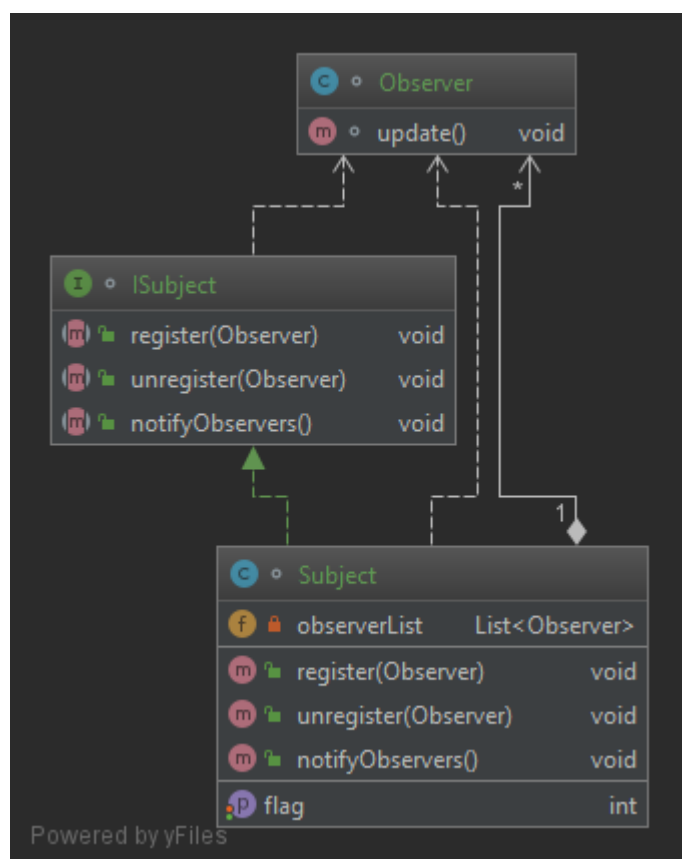 Observer
update() void
*
ISubject
register(Observer) void
unregister(Observer) void
notifyObservers() void
1
Subject
observerList List<Observer>
register(Observer) void
unregister(Observer) void
notifyObservers() void
flag int
Powered by yFiles